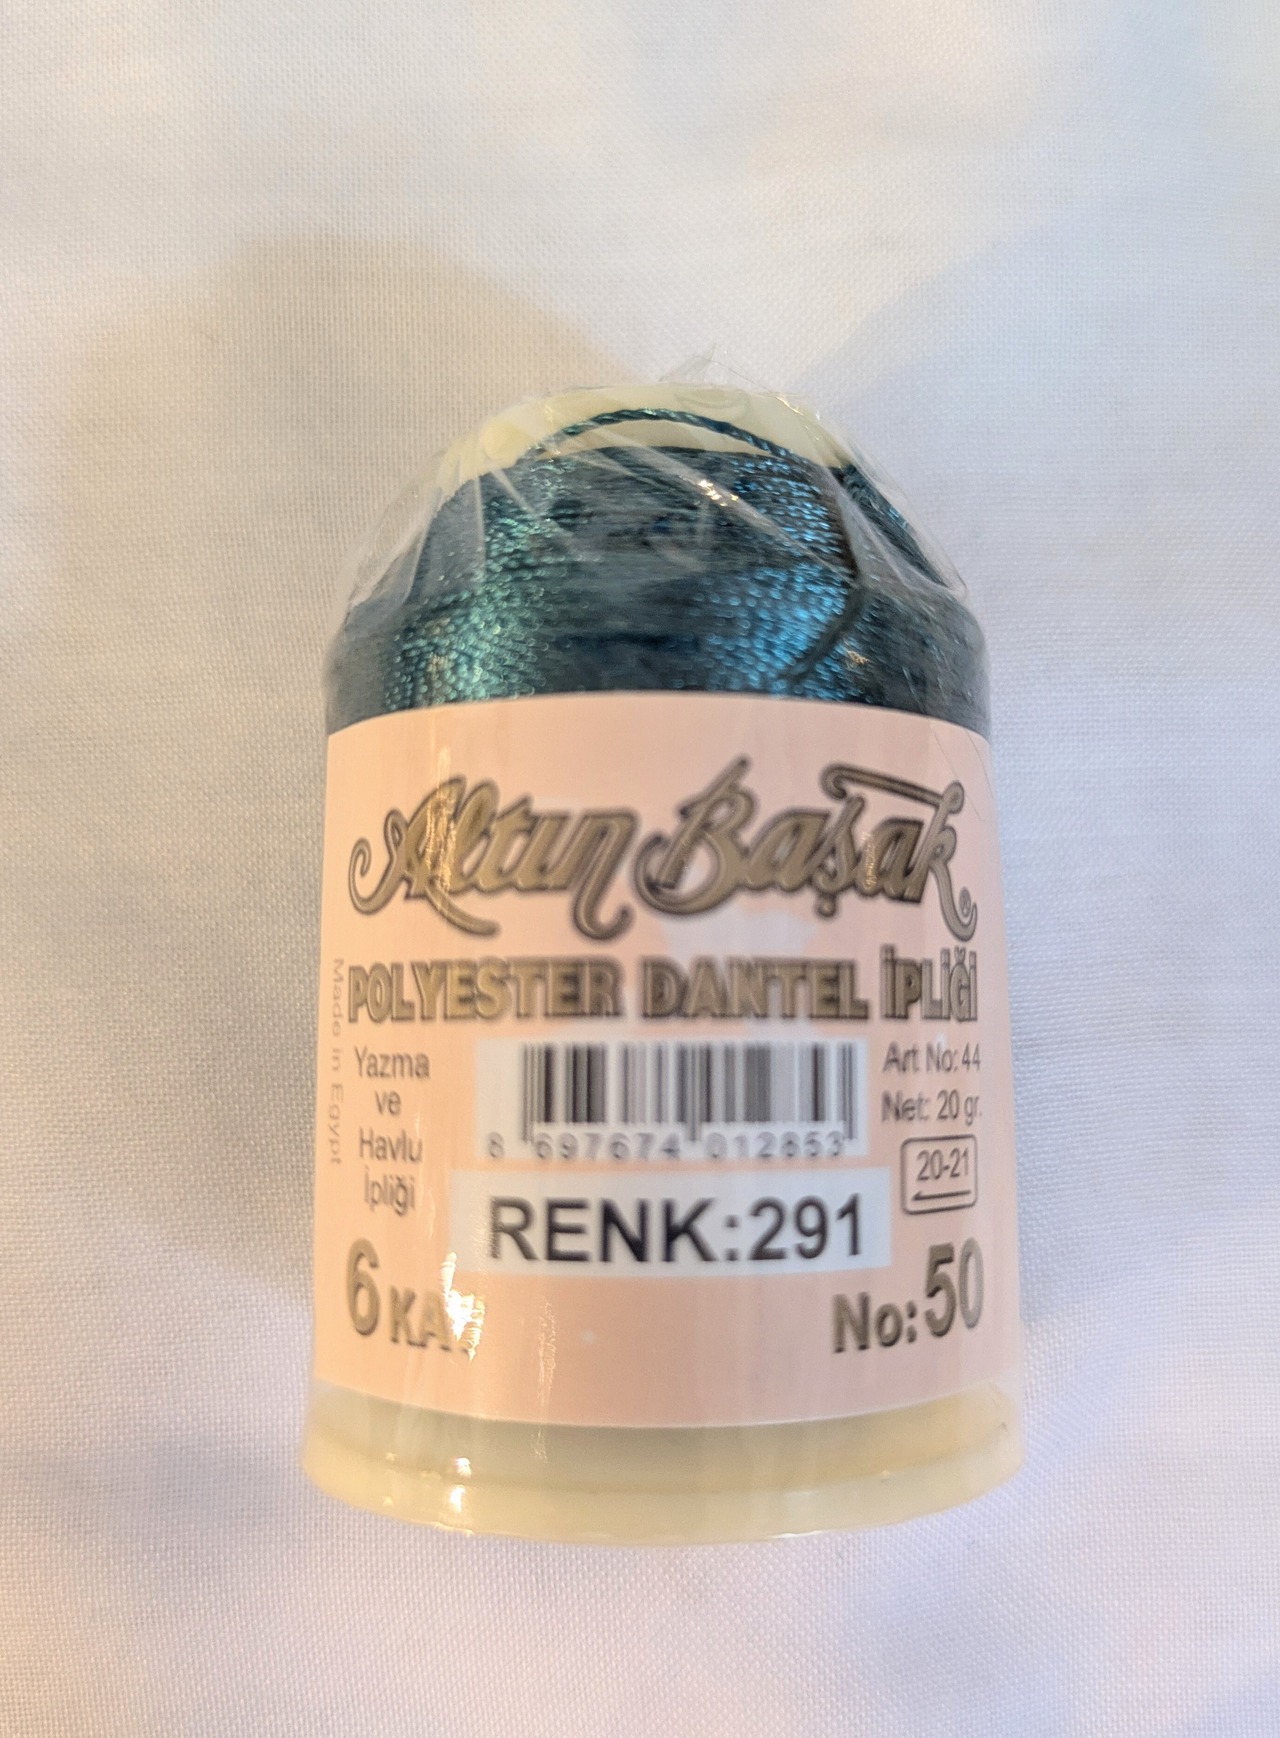 Altın Başak®
POLYESTER DANTEL İPLİĞİ
Made in Egypt
Yazma
ve
Havlu
İpliği
8 697674 012853
Art. No: 44
Net: 20 gr.
20-21
RENK:291
6
No:50